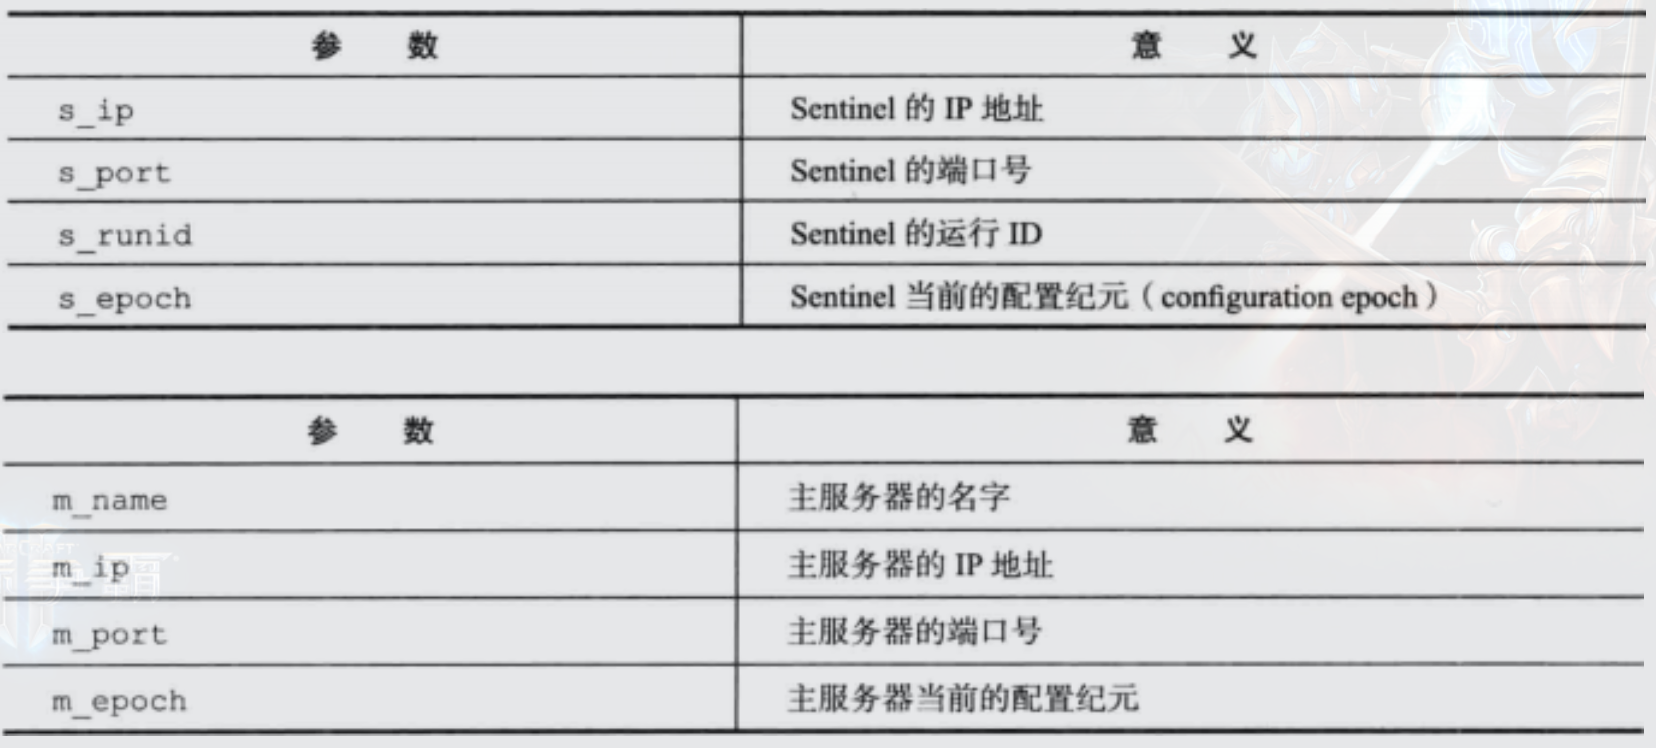 参 数 意 义
s_ip Sentinel 的 IP 地址
s_port Sentinel 的端口号
s_runid Sentinel 的运行 ID
s_epoch Sentinel 当前的配置纪元（configuration epoch）
参 数 意 义
m_name 主服务器的名字
m_ip 主服务器的 IP 地址
m_port 主服务器的端口号
m_epoch 主服务器当前的配置纪元